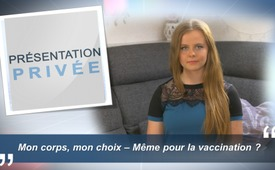 PRÉSENTATION
PRIVÉE
Mon corps, mon choix – Même pour la vaccination ?